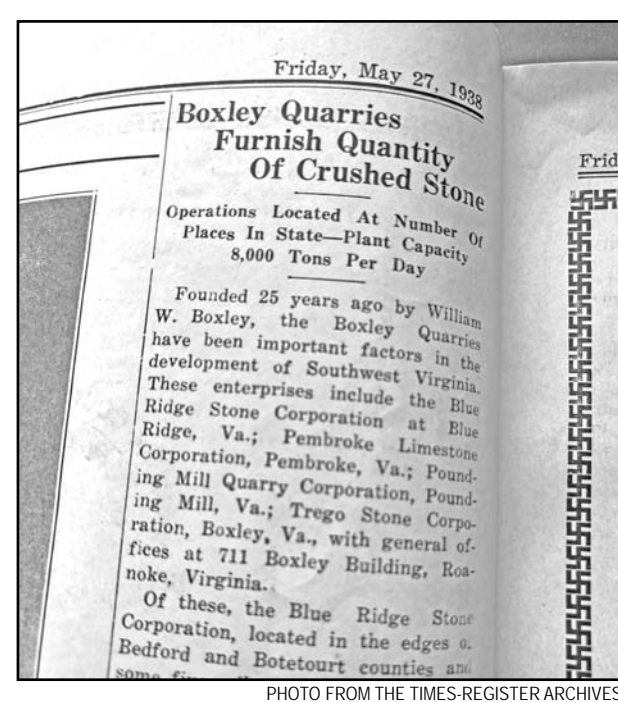 Friday, May 27, 1938
Boxley Quarries
Furnish Quantity
Of Crushed Stone
Operations Located At Number Of
Places In State—Plant Capacity
8,000 Tons Per Day
Founded 25 years ago by William
W. Boxley, the Boxley Quarries
have been important factors in the
development of Southwest Virginia.
These enterprises include the Blue
Ridge Stone Corporation at Blue
Ridge, Va.; Pembroke Limestone
Corporation, Pembroke, Va.; Pound-
ing Mill Quarry Corporation, Pound-
ing Mill, Va.; Trego Stone Corpo-
ration, Boxley, Va., with general of-
fices at 711 Boxley Building, Roa-
noke, Virginia.
Of these, the Blue Ridge Stone
Corporation, located in the edges o
Bedford and Botetourt counties and
some
Frid
PHOTO FROM THE TIMES-REGISTER ARCHIVES